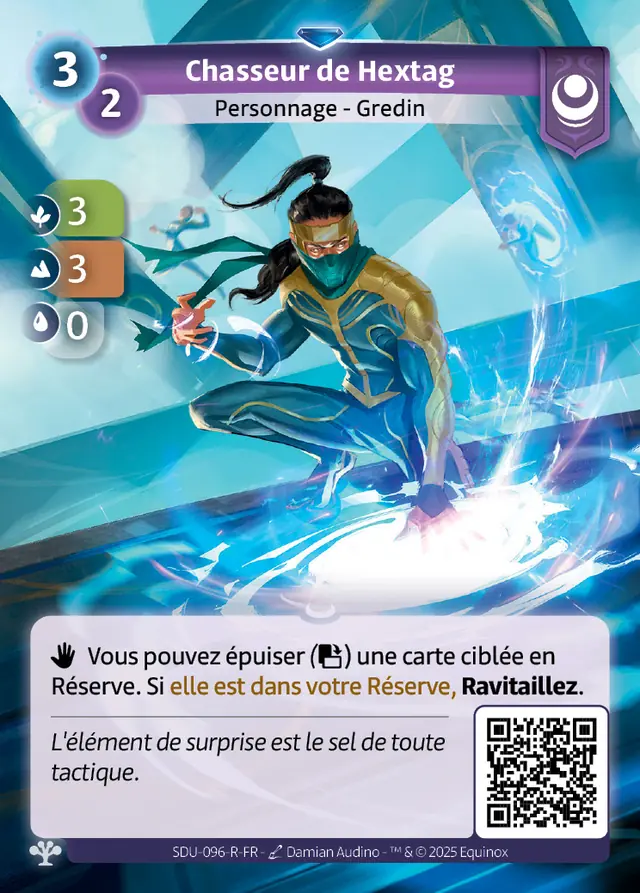 3
Chasseur de Hextag
2
Personnage - Gredin
3
3
0
Vous pouvez épuiser () une carte ciblée en
Réserve. Si elle est dans votre Réserve, Ravitaillez.
L'élément de surprise est le sel de toute
tactique.
SDU-096-R-FR - Damian Audino - ™ & © 2025 Equinox